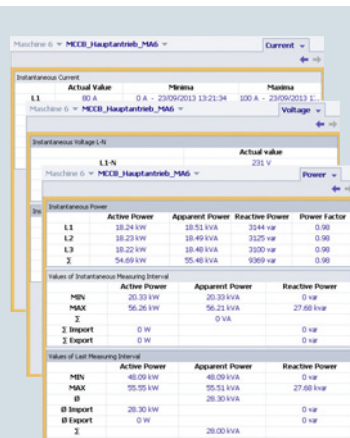 Maschine 6 MCCB_Hauptantrieb_MA6 Current
Instantaneous Current
Actual Value Minima Maxima
L1 80 A 0 A - 23/09/2013 13:21:34 100 A - 23/09/2013 1
Maschine 6 MCCB_Hauptantrieb_MA6 Voltage
Instantaneous Voltage L-N
Actual value
L1-N 231 V
Maschine 6 MCCB_Hauptantrieb_MA6 Power
Instantaneous Power
Active Power Apparent Power Reactive Power Power Factor
L1 18.24 kW 18.51 kVA 3144 var 0.98
L2 18.23 kW 18.49 kVA 3125 var 0.98
L3 18.22 kW 18.48 kVA 3100 var 0.98
Σ 54.69 kW 55.48 kVA 9369 var 0.98
Values of Instantaneous Measuring Interval
Active Power Apparent Power Reactive Power
MIN 20.33 kW 20.33 kVA 0 var
MAX 56.26 kW 56.21 kVA 27.68 kvar
Σ 0 VA
Σ Import 0 W 0 var
Σ Export 0 W 0 var
Values of Last Measuring Interval
Active Power Apparent Power Reactive Power
MIN 48.09 kW 48.09 kVA 0 var
MAX 55.55 kW 55.51 kVA 27.68 kvar
Ø 28.30 kVA
Ø Import 28.30 kW 0 var
Ø Export 0 W 0 var
Σ 28.00 kVA